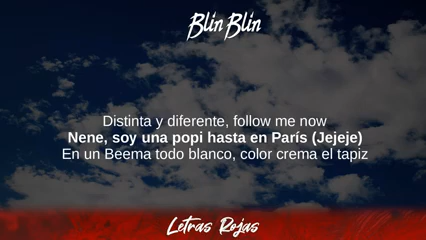 Blin Blin
Distinta y diferente, follow me now
Nene, soy una popi hasta en París (Jejeje)
En un Beema todo blanco, color crema el tapiz
Letras Rojas